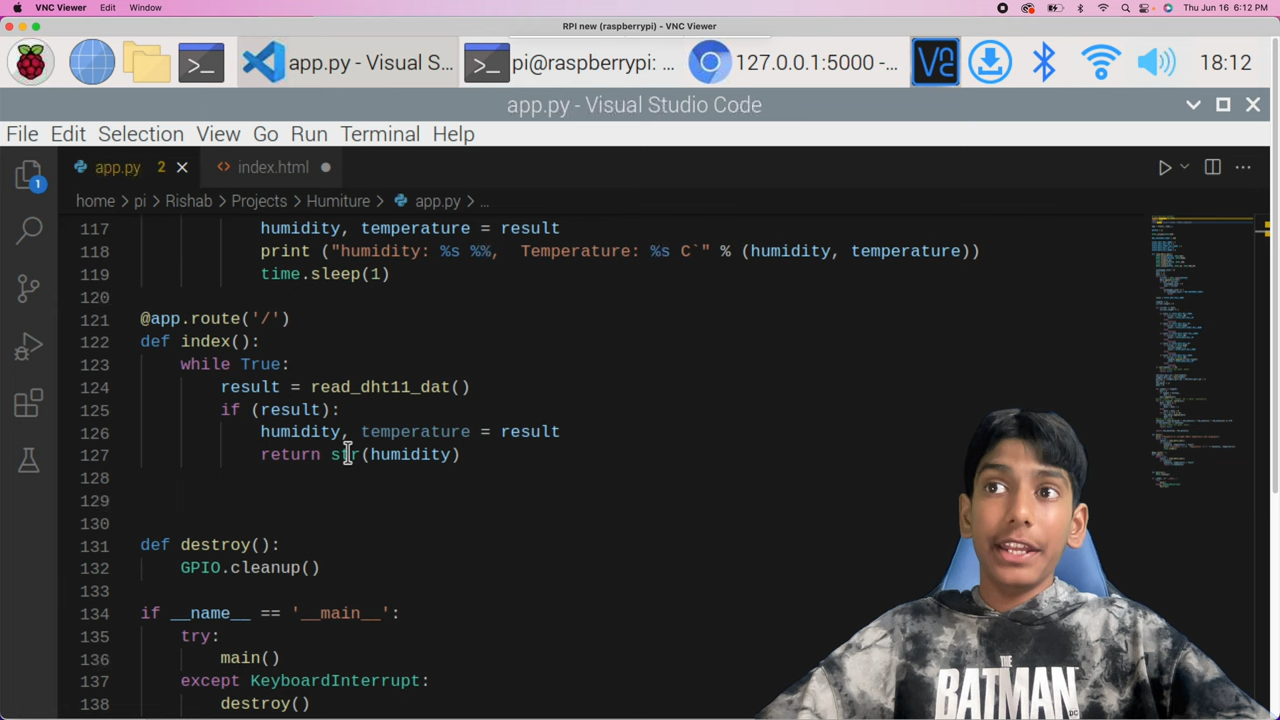 VNC Viewer Edit Window Thu Jun 16 6:12 PM
RPI new (raspberrypi) - VNC Viewer
app.py - Visual S... pi@raspberrypi: ... 127.0.0.1:5000 -... 18:12
app.py - Visual Studio Code
File Edit Selection View Go Run Terminal Help
app.py 2 index.html
home > pi > Rishab > Projects > Humiture > app.py > ...
117 humidity, temperature = result
118 print ("humidity: %s %%,  Temperature: %s C`" % (humidity, temperature))
119 time.sleep(1)
120
121 @app.route('/')
122 def index():
123 while True:
124 result = read_dht11_dat()
125 if (result):
126 humidity, temperature = result
127 return str(humidity)
128
129
130
131 def destroy():
132 GPIO.cleanup()
133
134 if __name__ == '__main__':
135 try:
136 main()
137 except KeyboardInterrupt:
138 destroy()
1
THE
BATMAN